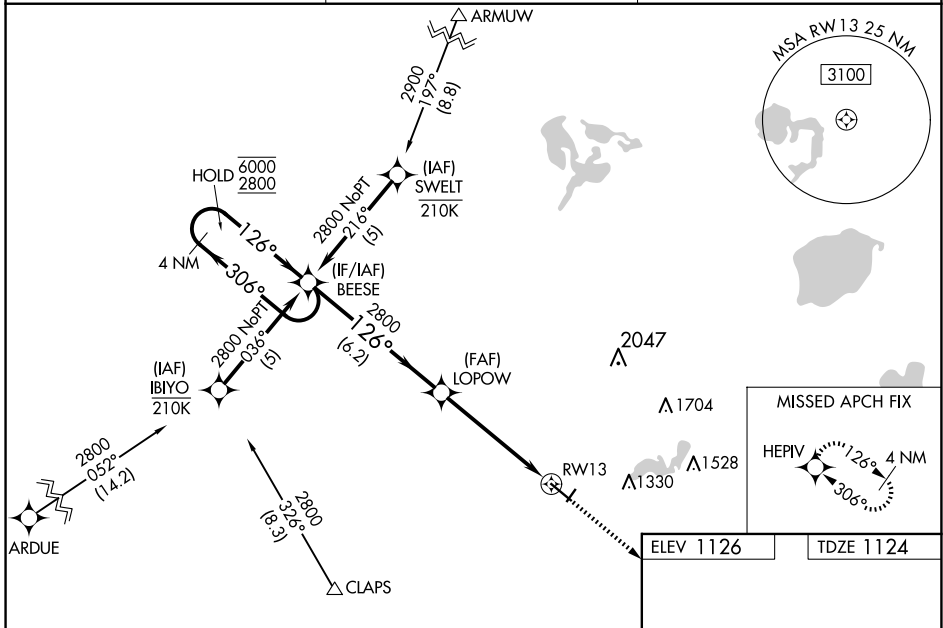 ARMUW
2900
197°
(8.8)
MSA RW13 25 NM
3100
HOLD 6000
2800
(IAF)
SWELT
210K
2800 NoPT
216°
(5)
126°
4 NM
306°
(IF/IAF)
BEESE
2800 NoPT
036°
(5)
2800
126°
(6.2)
(IAF)
IBIYO
210K
(FAF)
LOPOW
2047
1704
1528
1330
RW13
2800
052°
(14.2)
ARDUE
2800
326°
(8.3)
CLAPS
MISSED APCH FIX
HEPIV
126°
4 NM
306°
ELEV 1126
TDZE 1124